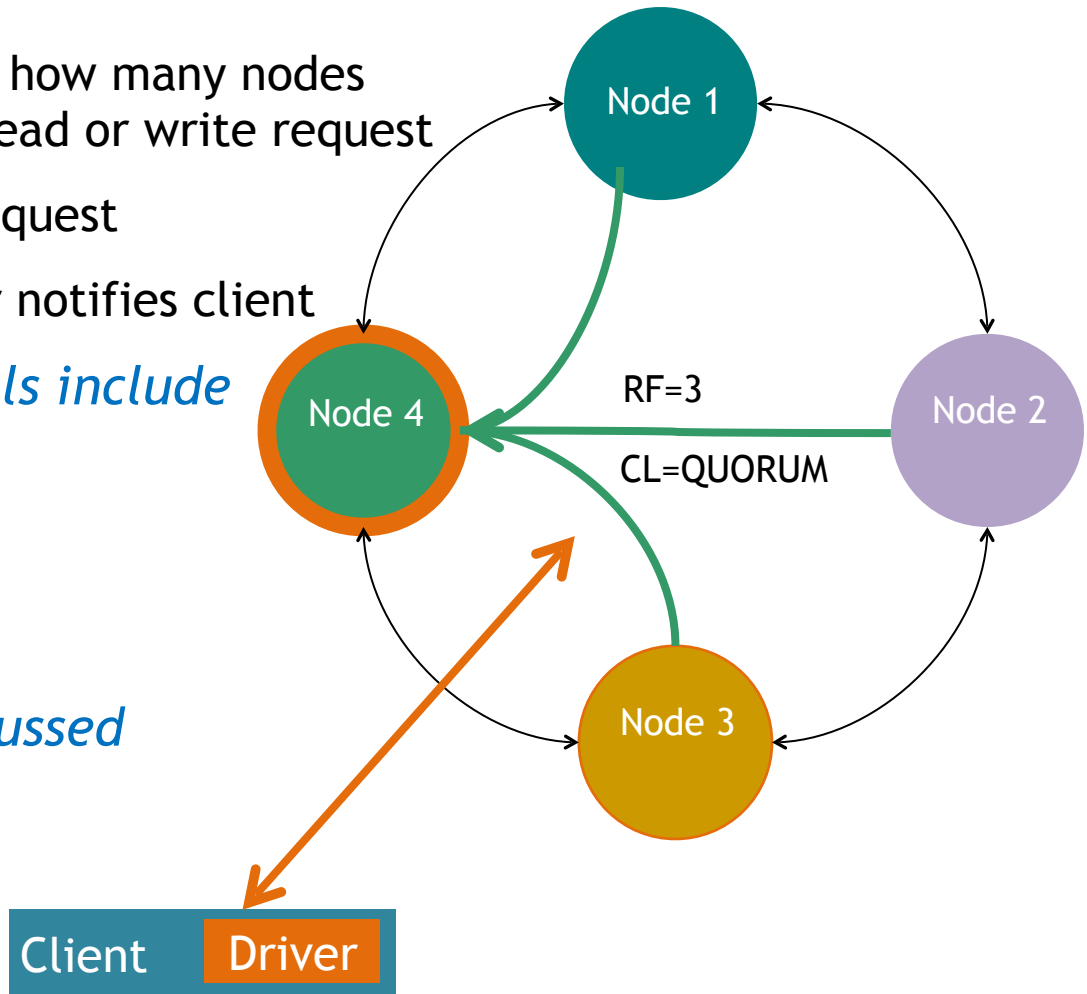 how many nodes
ead or write request
quest
notifies client
ls include
ussed
Node 1
Node 4
RF=3
CL=QUORUM
Node 2
Node 3
Client
Driver